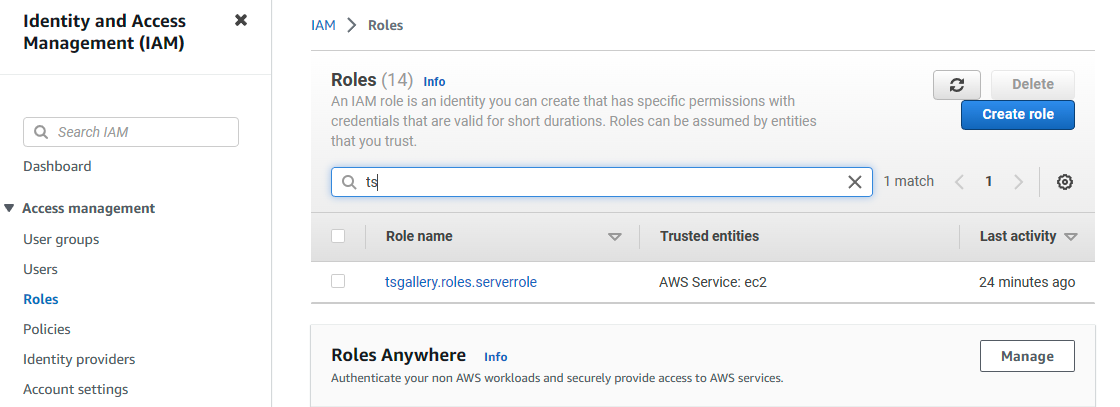 Identity and Access
Management (IAM)
Search IAM
Dashboard
Access management
User groups
Users
Roles
Policies
Identity providers
Account settings
IAM > Roles
Roles (14) Info
An IAM role is an identity you can create that has specific permissions with
credentials that are valid for short durations. Roles can be assumed by entities
that you trust.
Delete
Create role
ts
1 match
1
Role name Trusted entities Last activity
tsgallery.roles.serverrole AWS Service: ec2 24 minutes ago
Roles Anywhere Info
Manage
Authenticate your non AWS workloads and securely provide access to AWS services.